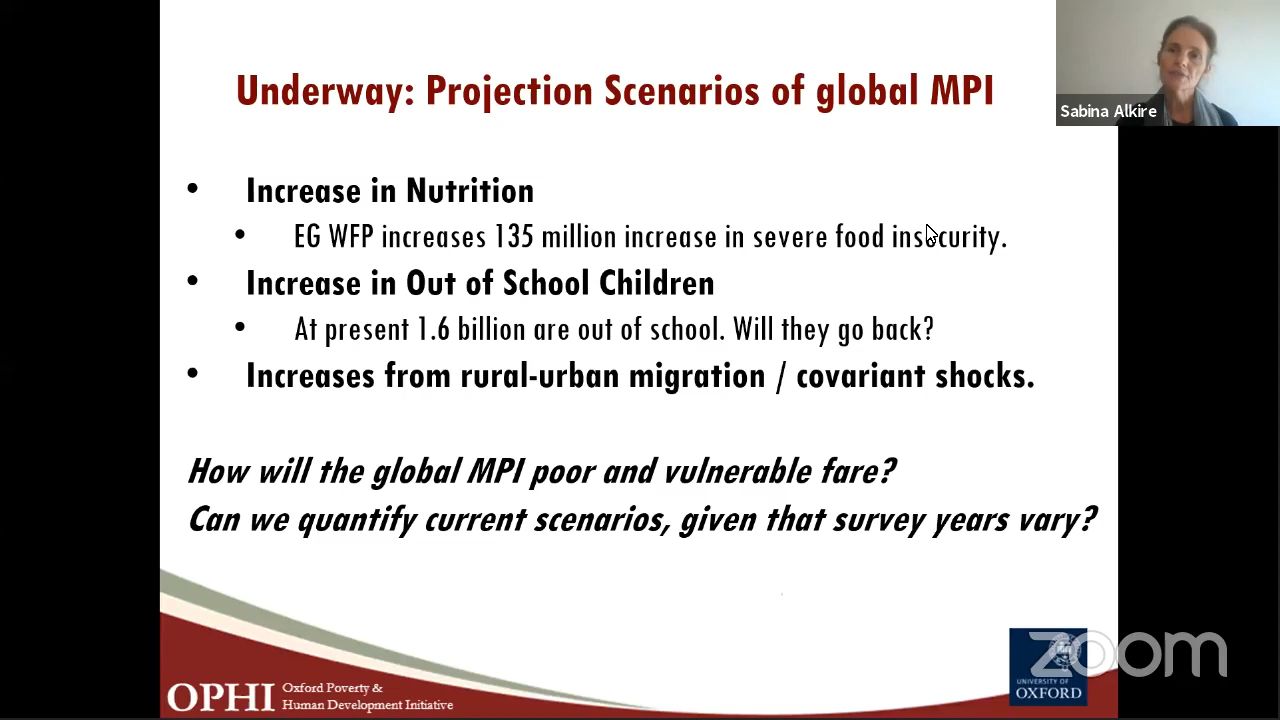 Underway: Projection Scenarios of global MPI
Sabina Alkire
• Increase in Nutrition
• EG WFP increases 135 million increase in severe food insecurity.
• Increase in Out of School Children
• At present 1.6 billion are out of school. Will they go back?
• Increases from rural-urban migration / covariant shocks.
How will the global MPI poor and vulnerable fare?
Can we quantify current scenarios, given that survey years vary?
OPHI
Oxford Poverty &
Human Development Initiative
UNIVERSITY OF
OXFORD
zoom